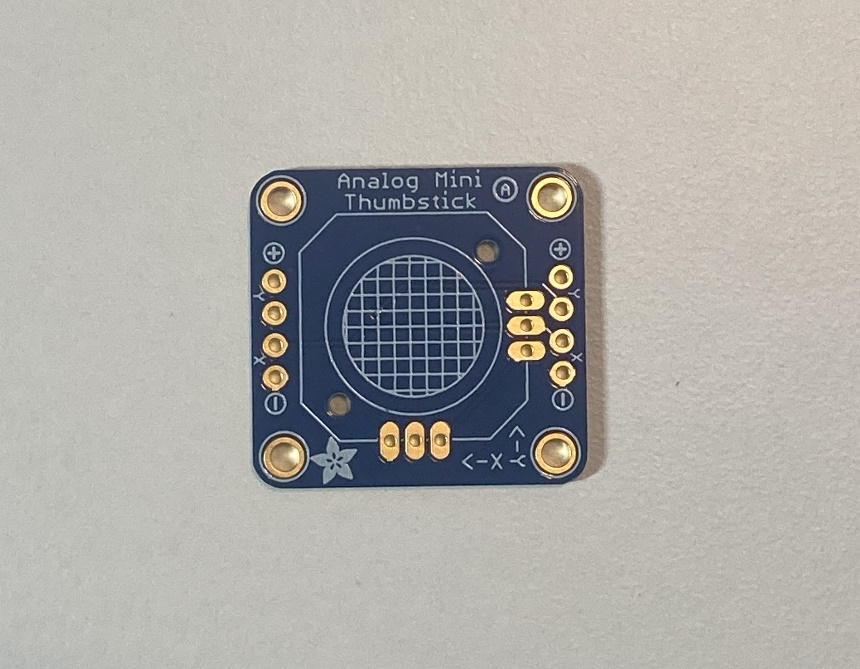 Analog Mini
Thumbstick
A
+
+
Y
Y
X
X
-
-
<-X
<-Y